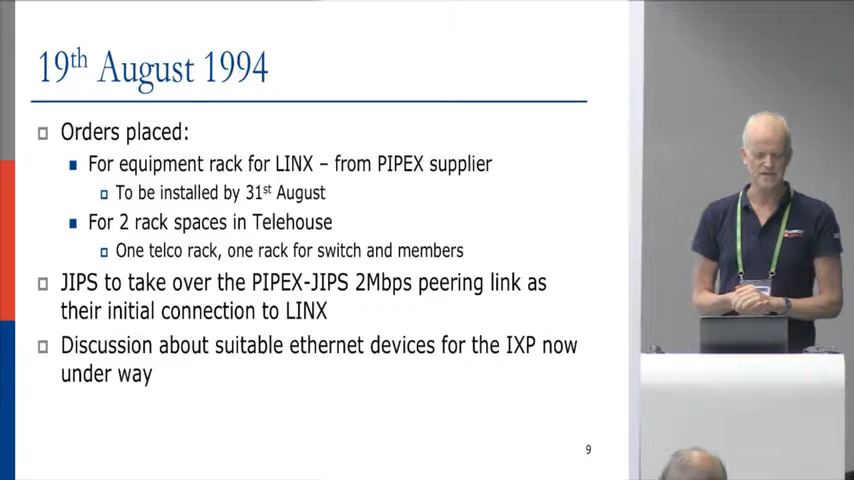 19th August 1994
Orders placed:
For equipment rack for LINX – from PIPEX supplier
To be installed by 31st August
For 2 rack spaces in Telehouse
One telco rack, one rack for switch and members
JIPS to take over the PIPEX-JIPS 2Mbps peering link as
their initial connection to LINX
Discussion about suitable ethernet devices for the IXP now
under way
9